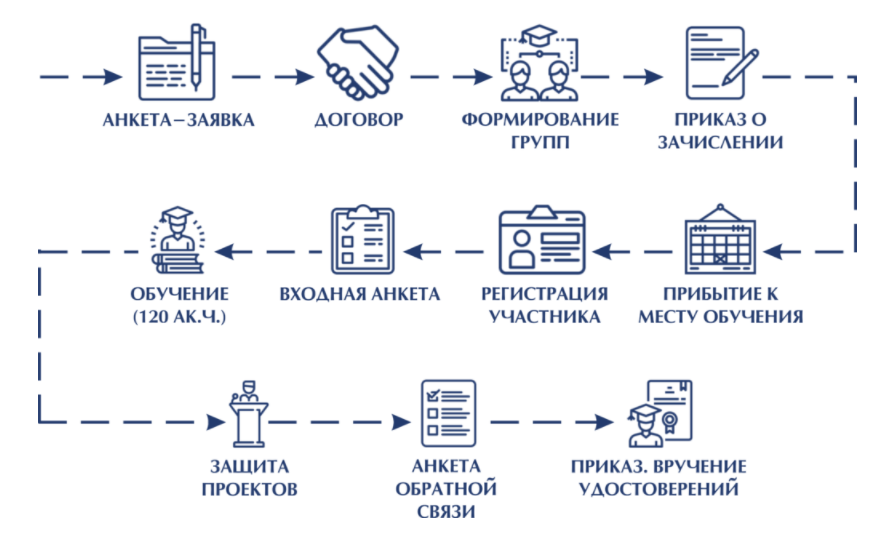 АНКЕТА–ЗАЯВКА
ДОГОВОР
ФОРМИРОВАНИЕ
ГРУПП
ПРИКАЗ О
ЗАЧИСЛЕНИИ
ОБУЧЕНИЕ
(120 АК.Ч.)
ВХОДНАЯ АНКЕТА
РЕГИСТРАЦИЯ
УЧАСТНИКА
ПРИБЫТИЕ К
МЕСТУ ОБУЧЕНИЯ
ЗАЩИТА
ПРОЕКТОВ
АНКЕТА
ОБРАТНОЙ
СВЯЗИ
ПРИКАЗ. ВРУЧЕНИЕ
УДОСТОВЕРЕНИЙ